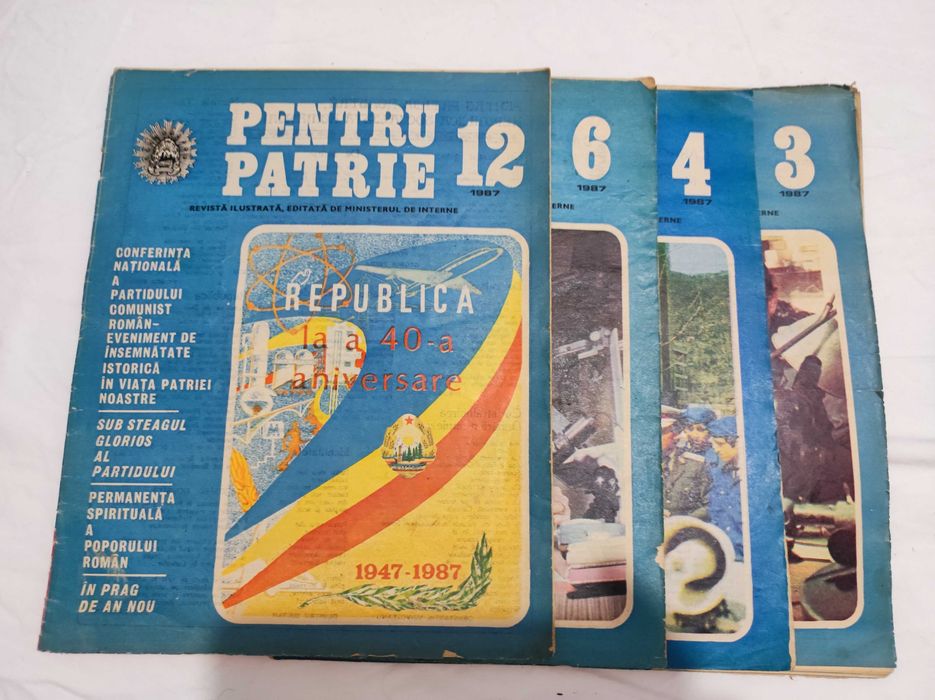 PENTRU
PATRIE
12
1987
REVISTĂ ILUSTRATĂ, EDITATĂ DE MINISTERUL DE INTERNE
CONFERINȚA
NAȚIONALĂ
A
PARTIDULUI
COMUNIST
ROMÂN-
EVENIMENT DE
ÎNSEMNĂTATE
ISTORICĂ
ÎN VIAȚA PATRIEI
NOASTRE
SUB STEAGUL
GLORIOS
AL
PARTIDULUI
PERMANENȚA
SPIRITUALĂ
A
POPORULUI
ROMÂN
ÎN PRAG
DE AN NOU
REPUBLICA
la a 40-a
aniversare
1947-1987
6
1987
ERNE
4
1987
ERNE
3
1987
ERNE